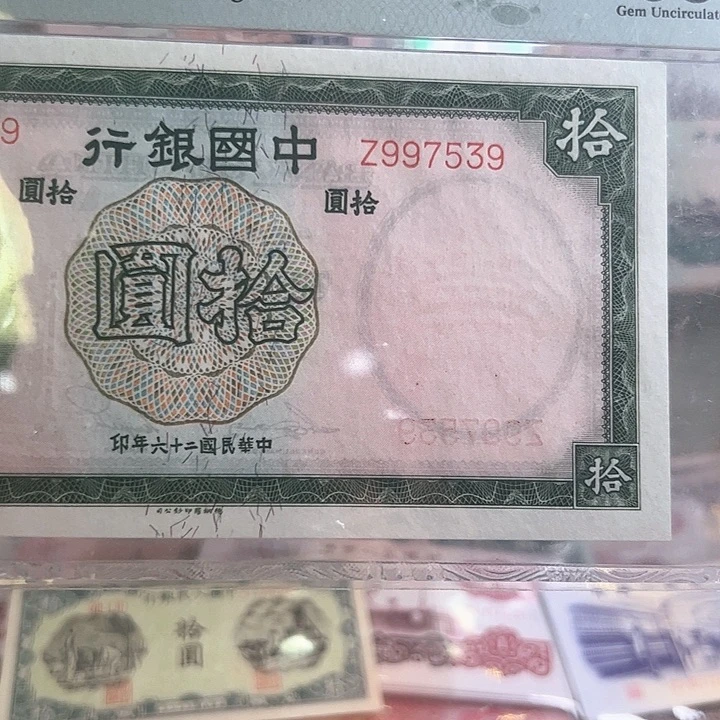 Gem Uncirculat
9
中國銀行
Z997539
拾
拾圓
拾圓
拾圓
中華民國二十六年印
拾
拾圓